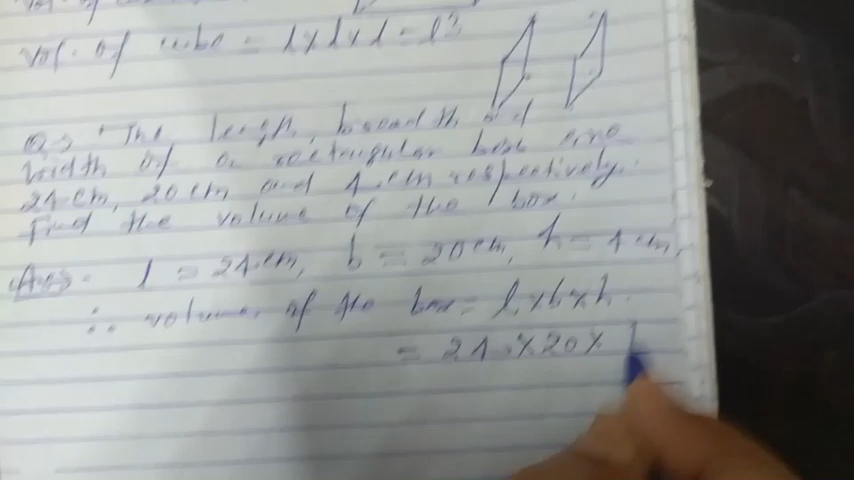 Vol. of cube = l x l x l = l³
Q → The length, breadth and
width of a rectangular box are
24 cm, 20 cm and 4 cm respectively.
Find the volume of the box.
Ans - l = 24 cm, b = 20 cm, h = 4 cm,
∴ volume of the box = l x b x h.
= 24 x 20 x